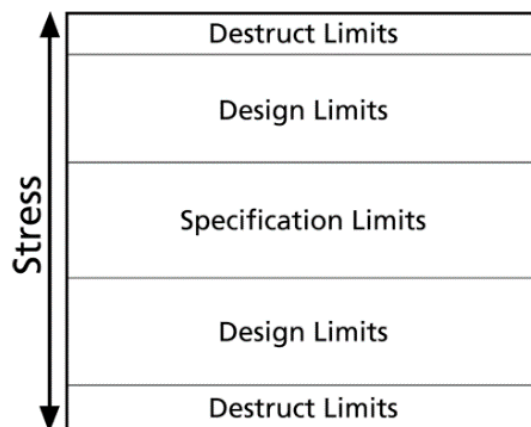 Stress
Destruct Limits
Design Limits
Specification Limits
Design Limits
Destruct Limits